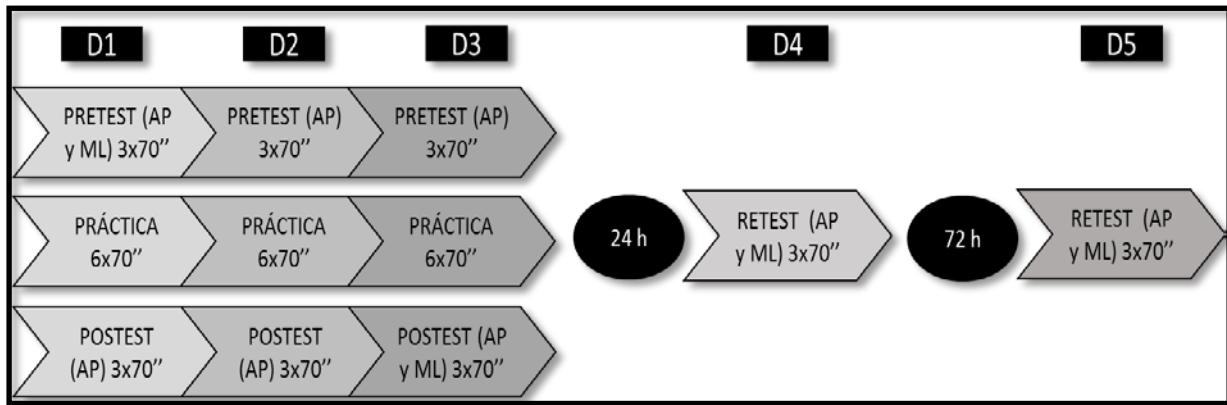 D1
D2
D3
D4
D5
PRETEST (AP
y ML) 3x70’’
PRETEST (AP)
3x70’’
PRETEST (AP)
3x70’’
PRÁCTICA
6x70’’
PRÁCTICA
6x70’’
PRÁCTICA
6x70’’
24 h
RETEST (AP
y ML) 3x70’’
72 h
RETEST (AP
y ML) 3x70’’
POSTEST
(AP) 3x70’’
POSTEST
(AP) 3x70’’
POSTEST (AP
y ML) 3x70’’